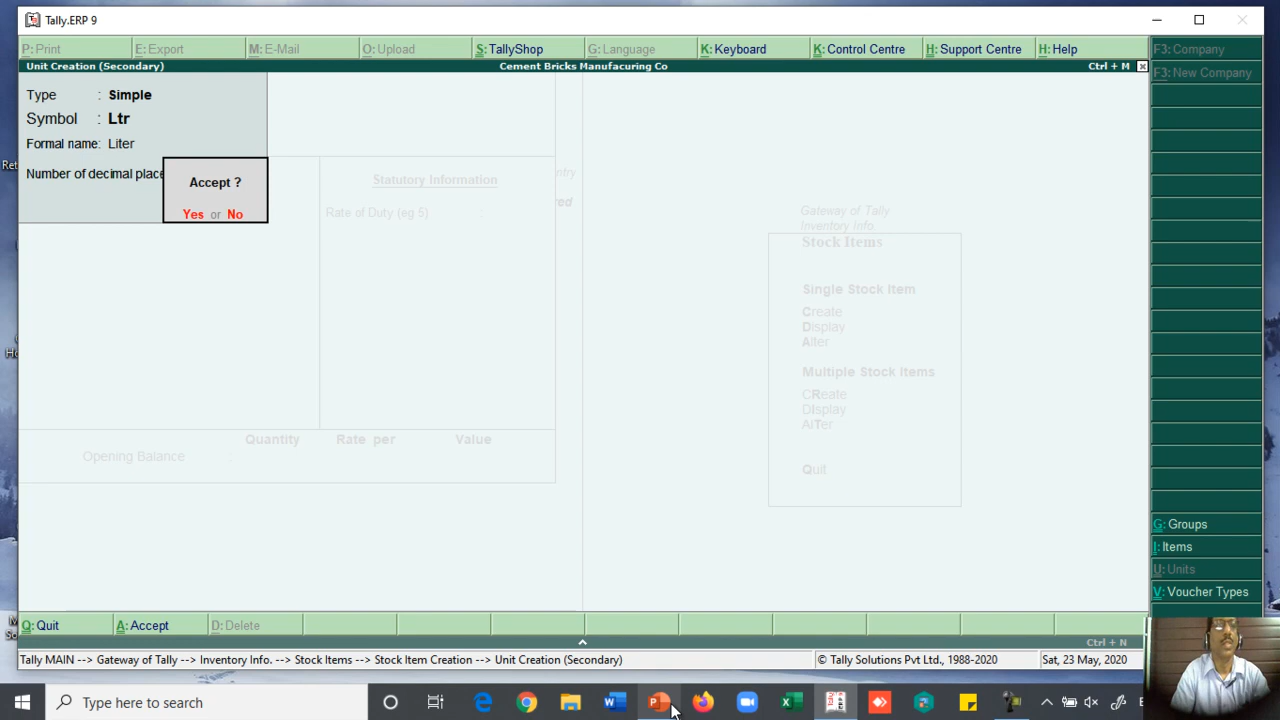 Tally.ERP 9
P: Print E: Export M: E-Mail O: Upload S: TallyShop G: Language K: Keyboard K: Control Centre H: Support Centre H: Help F3: Company
Unit Creation (Secondary) Cement Bricks Manufacuring Co Ctrl + M
F3: New Company
Type : Simple
Symbol : Ltr
Formal name: Liter
Number of decimal place
Accept ?
Yes or No
Statutory Information
Rate of Duty (eg 5) :
Gateway of Tally
Inventory Info.
Stock Items
Single Stock Item
Create
Display
Alter
Multiple Stock Items
CReate
DIsplay
AlTer
Quit
Quantity Rate per Value
Opening Balance :
G: Groups
I: Items
U: Units
V: Voucher Types
Q: Quit A: Accept D: Delete
Ctrl + N
Tally MAIN --> Gateway of Tally --> Inventory Info. --> Stock Items --> Stock Item Creation --> Unit Creation (Secondary) © Tally Solutions Pvt Ltd., 1988-2020 Sat, 23 May, 2020
Type here to search